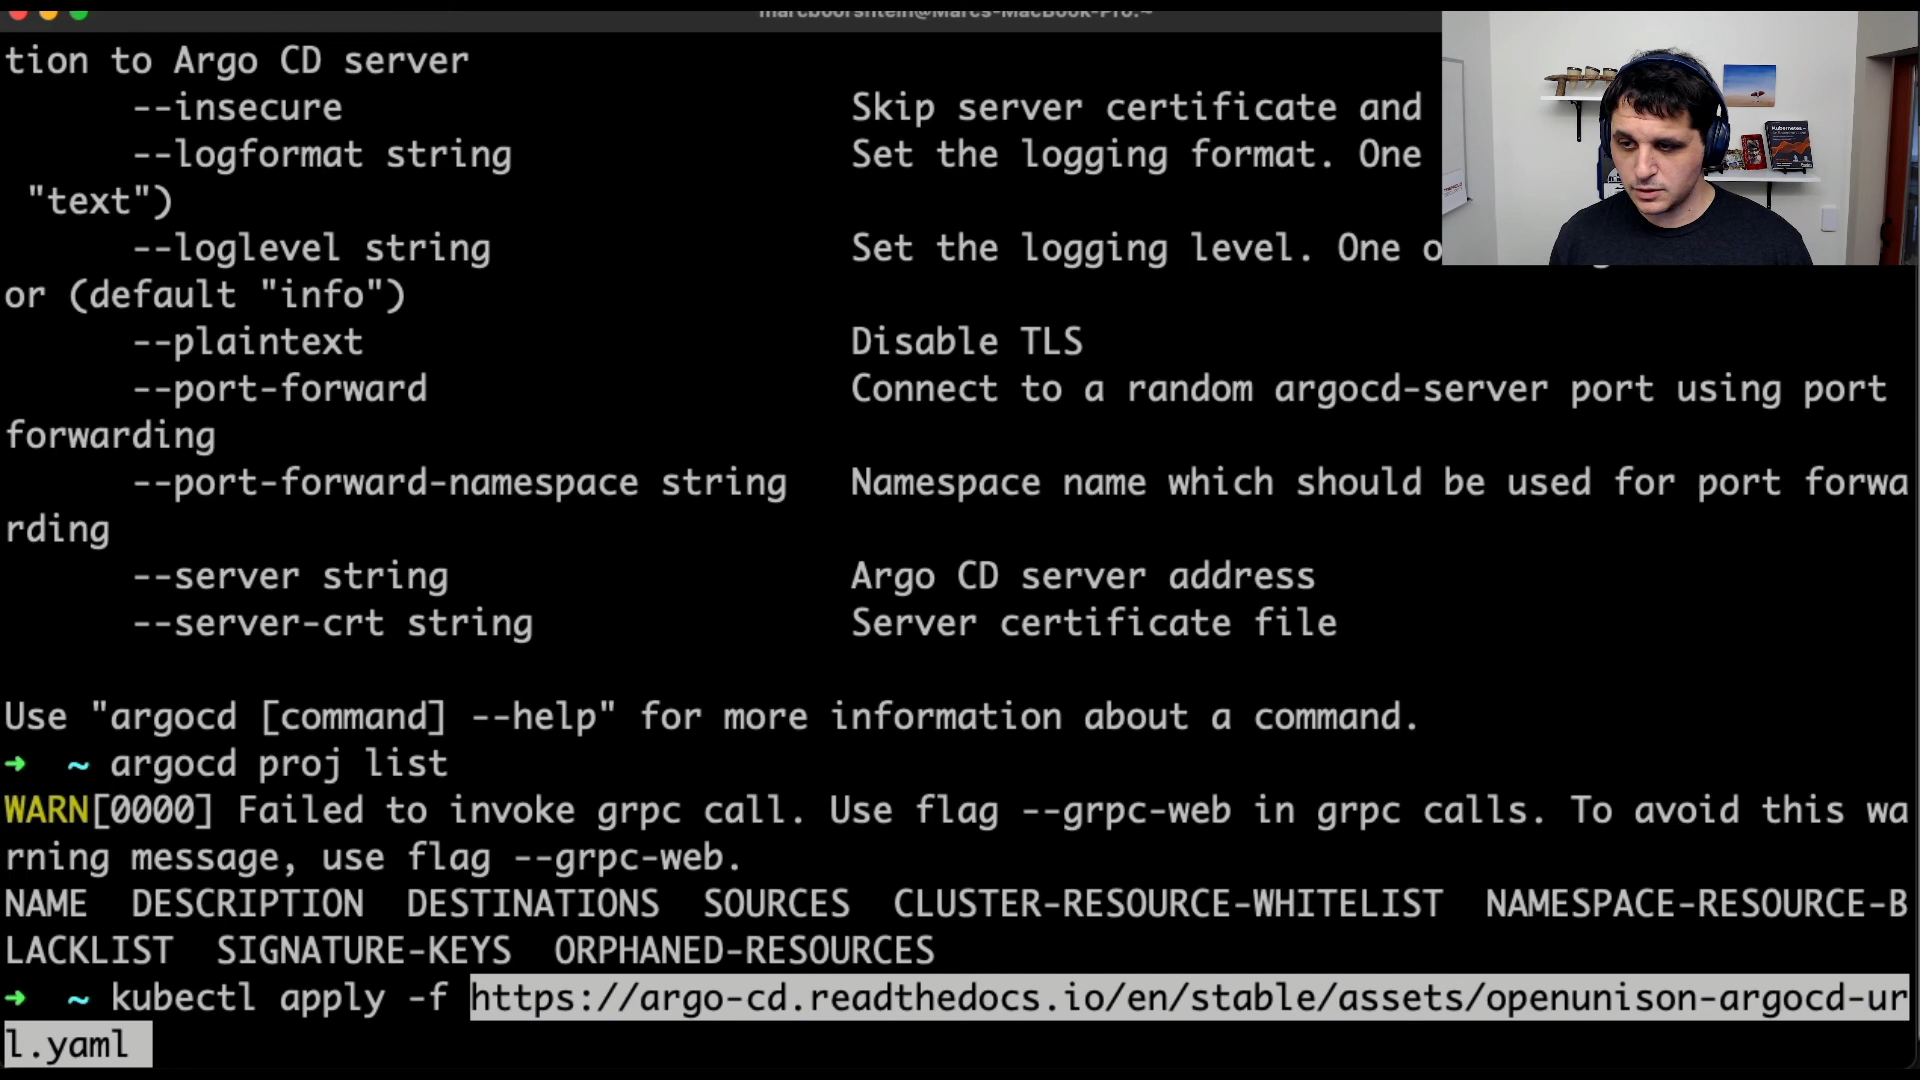 marcboorshtein@Marcs-MacBook-Pro:~
tion to Argo CD server
--insecure Skip server certificate and
--logformat string Set the logging format. One
"text")
--loglevel string Set the logging level. One o
or (default "info")
--plaintext Disable TLS
--port-forward Connect to a random argocd-server port using port
forwarding
--port-forward-namespace string Namespace name which should be used for port forwa
rding
--server string Argo CD server address
--server-crt string Server certificate file
Use "argocd [command] --help" for more information about a command.
➜ ~ argocd proj list
WARN[0000] Failed to invoke grpc call. Use flag --grpc-web in grpc calls. To avoid this wa
rning message, use flag --grpc-web.
NAME DESCRIPTION DESTINATIONS SOURCES CLUSTER-RESOURCE-WHITELIST NAMESPACE-RESOURCE-B
LACKLIST SIGNATURE-KEYS ORPHANED-RESOURCES
➜ ~ kubectl apply -f https://argo-cd.readthedocs.io/en/stable/assets/openunison-argocd-ur
l.yaml
Kubernetes